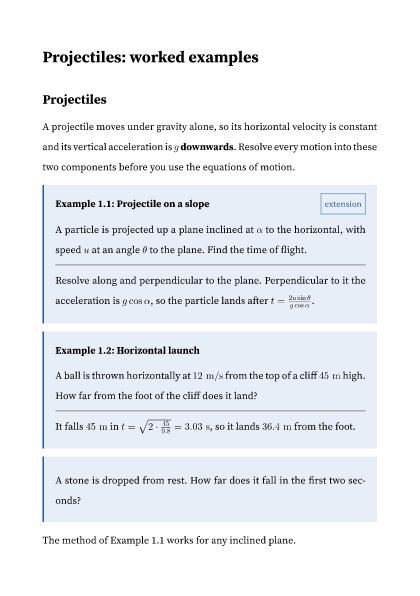 Projectiles: worked examples
Projectiles
A projectile moves under gravity alone, so its horizontal velocity is constant
and its vertical acceleration is g downwards. Resolve every motion into these
two components before you use the equations of motion.
Example 1.1: Projectile on a slope
extension
A particle is projected up a plane inclined at α to the horizontal, with
speed u at an angle θ to the plane. Find the time of flight.
Resolve along and perpendicular to the plane. Perpendicular to it the
acceleration is g cos α, so the particle lands after t = \frac{2u sin θ}{g cos α}.
Example 1.2: Horizontal launch
A ball is thrown horizontally at 12 m/s from the top of a cliff 45 m high.
How far from the foot of the cliff does it land?
It falls 45 m in t = \sqrt{2 · \frac{45}{9.8}} = 3.03 s, so it lands 36.4 m from the foot.
A stone is dropped from rest. How far does it fall in the first two sec-
onds?
The method of Example 1.1 works for any inclined plane.